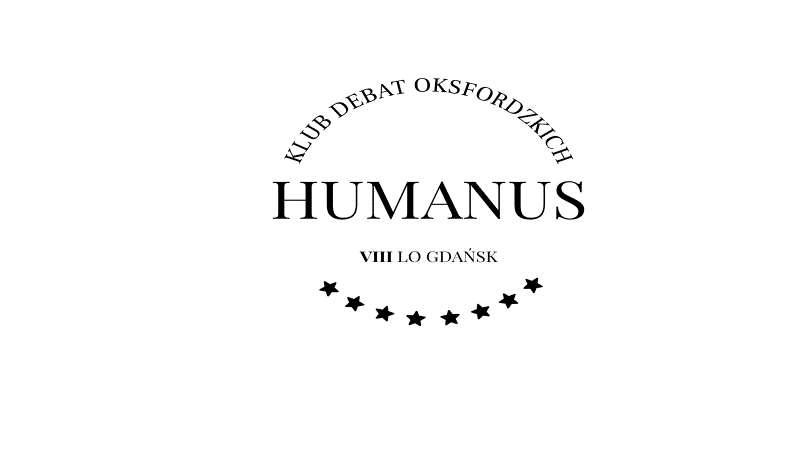 KLUB DEBAT OKSFORDZKICH
HUMANUS
VIII LO GDAŃSK